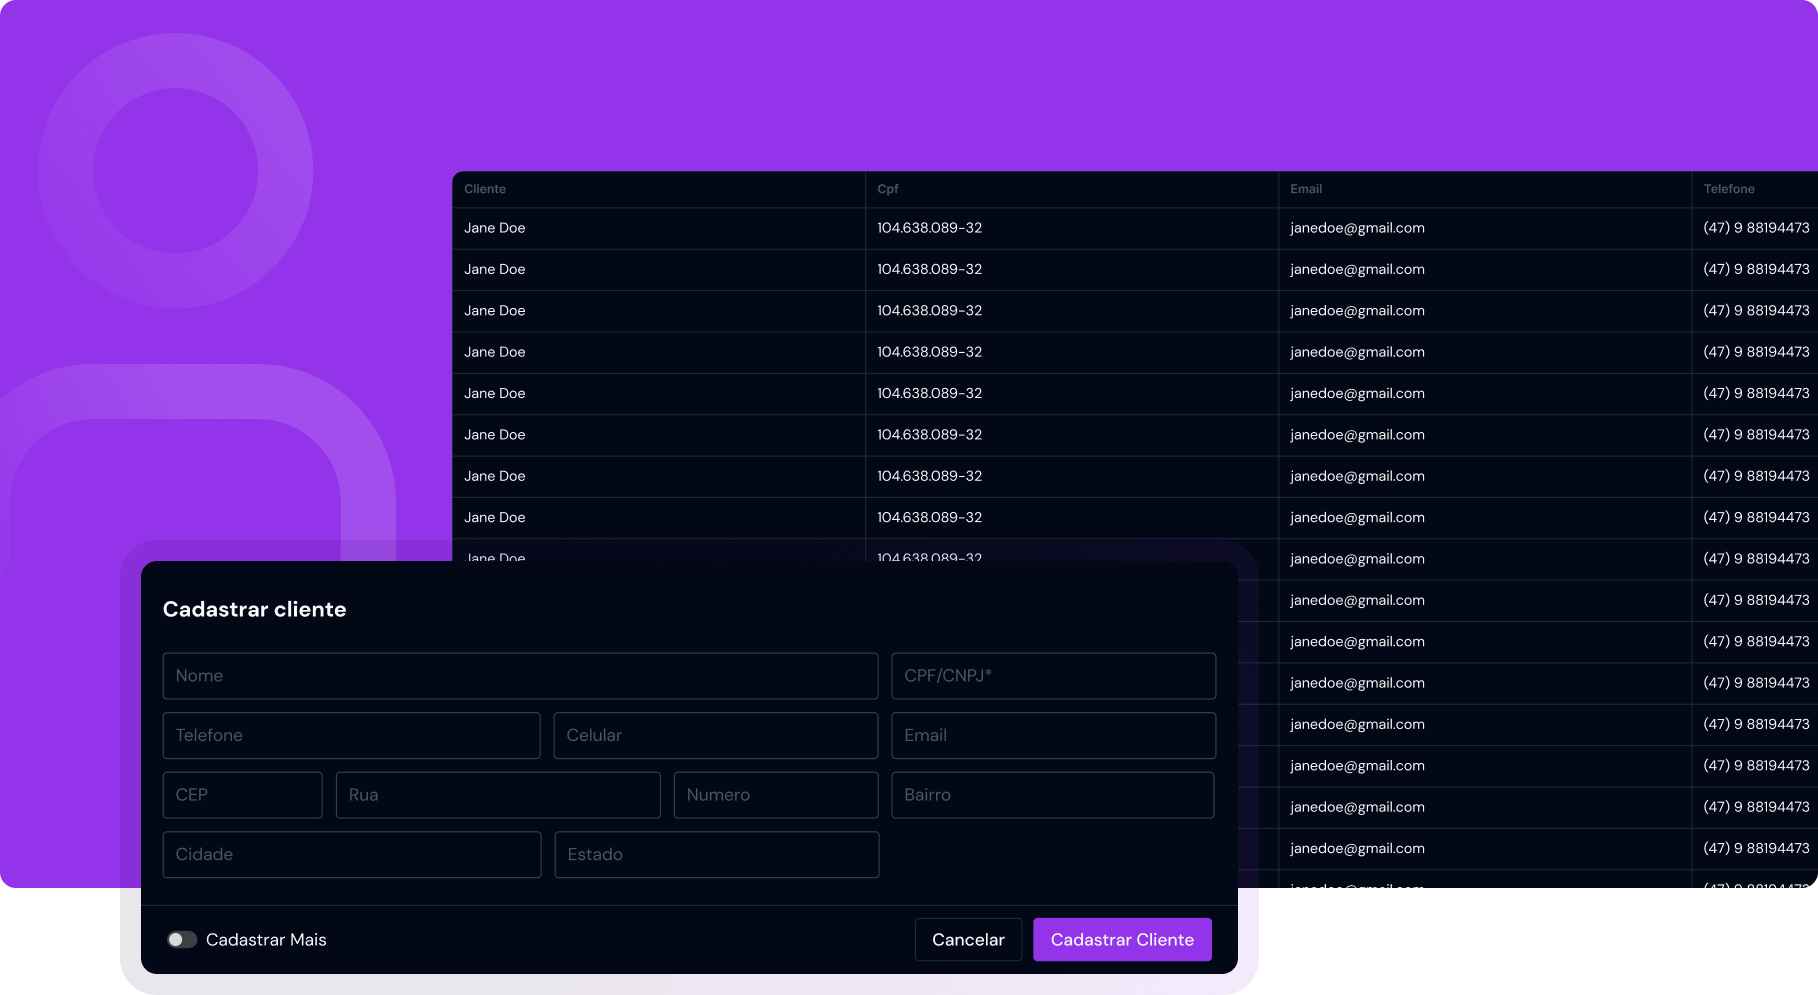 Cliente Cpf Email Telefone
Jane Doe 104.638.089-32 janedoe@gmail.com (47) 9 88194473
Jane Doe 104.638.089-32 janedoe@gmail.com (47) 9 88194473
Jane Doe 104.638.089-32 janedoe@gmail.com (47) 9 88194473
Jane Doe 104.638.089-32 janedoe@gmail.com (47) 9 88194473
Jane Doe 104.638.089-32 janedoe@gmail.com (47) 9 88194473
Jane Doe 104.638.089-32 janedoe@gmail.com (47) 9 88194473
Jane Doe 104.638.089-32 janedoe@gmail.com (47) 9 88194473
Jane Doe 104.638.089-32 janedoe@gmail.com (47) 9 88194473
Jane Doe 104.638.089-32 janedoe@gmail.com (47) 9 88194473
janedoe@gmail.com (47) 9 88194473
janedoe@gmail.com (47) 9 88194473
janedoe@gmail.com (47) 9 88194473
janedoe@gmail.com (47) 9 88194473
janedoe@gmail.com (47) 9 88194473
janedoe@gmail.com (47) 9 88194473
janedoe@gmail.com (47) 9 88194473
janedoe@gmail.com (47) 9 88194473
Cadastrar cliente
Nome CPF/CNPJ*
Telefone Celular Email
CEP Rua Numero Bairro
Cidade Estado
Cadastrar Mais Cancelar Cadastrar Cliente